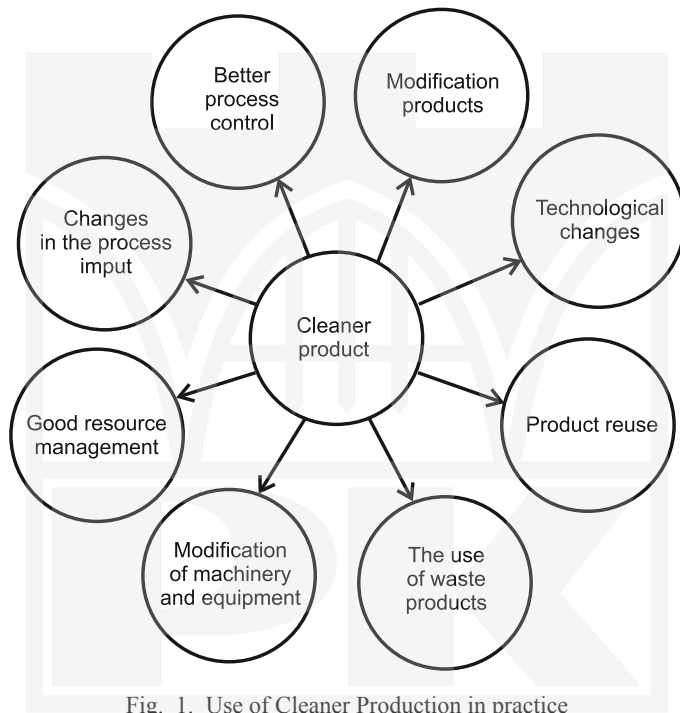 Better
process
control
Modification
products
Technological
changes
Changes
in the process
imput
Cleaner
product
Good resource
management
Product reuse
Modification
of machinery
and equipment
The use
of waste
products
Fig. 1. Use of Cleaner Production in practice